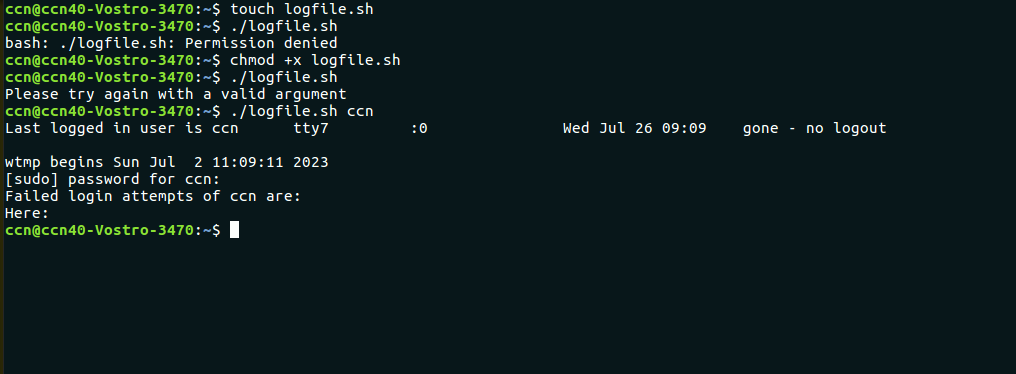 ccn@ccn40-Vostro-3470:~$ touch logfile.sh
ccn@ccn40-Vostro-3470:~$ ./logfile.sh
bash: ./logfile.sh: Permission denied
ccn@ccn40-Vostro-3470:~$ chmod +x logfile.sh
ccn@ccn40-Vostro-3470:~$ ./logfile.sh
Please try again with a valid argument
ccn@ccn40-Vostro-3470:~$ ./logfile.sh ccn
Last logged in user is ccn      tty7         :0               Wed Jul 26 09:09    gone - no logout
wtmp begins Sun Jul  2 11:09:11 2023
[sudo] password for ccn:
Failed login attempts of ccn are:
Here:
ccn@ccn40-Vostro-3470:~$